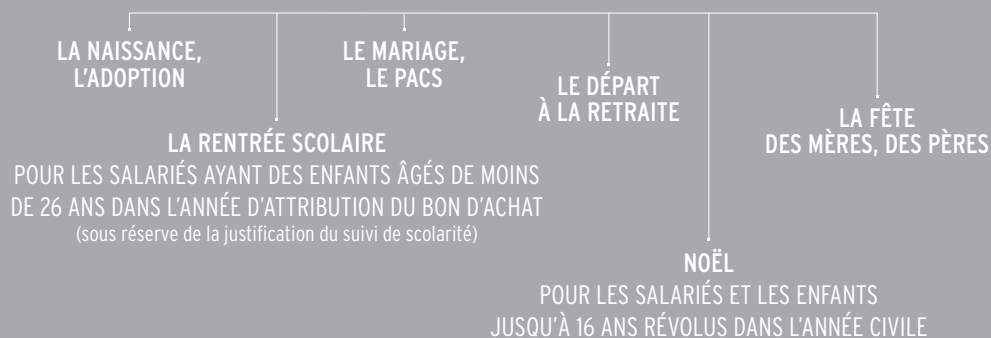 LA NAISSANCE,
L'ADOPTION
LE MARIAGE,
LE PACS
LE DÉPART
À LA RETRAITE
LA FÊTE
DES MÈRES, DES PÈRES
LA RENTRÉE SCOLAIRE
POUR LES SALARIÉS AYANT DES ENFANTS ÂGÉS DE MOINS
DE 26 ANS DANS L'ANNÉE D'ATTRIBUTION DU BON D'ACHAT
(sous réserve de la justification du suivi de scolarité)
NOËL
POUR LES SALARIÉS ET LES ENFANTS
JUSQU'À 16 ANS RÉVOLUS DANS L'ANNÉE CIVILE